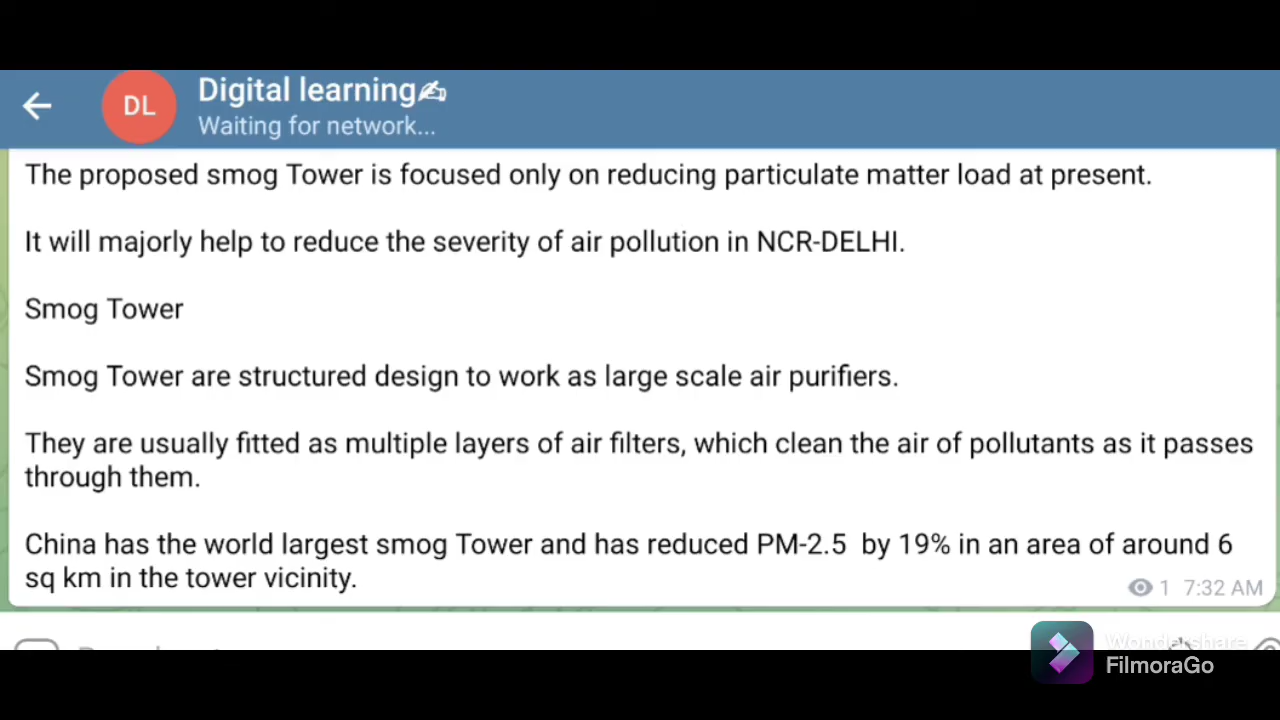 Digital learning✍
DL
Waiting for network...
The proposed smog Tower is focused only on reducing particulate matter load at present.
It will majorly help to reduce the severity of air pollution in NCR-DELHI.
Smog Tower
Smog Tower are structured design to work as large scale air purifiers.
They are usually fitted as multiple layers of air filters, which clean the air of pollutants as it passes
through them.
China has the world largest smog Tower and has reduced PM-2.5  by 19% in an area of around 6
sq km in the tower vicinity.
1 7:32 AM
Wondershare
FilmoraGo